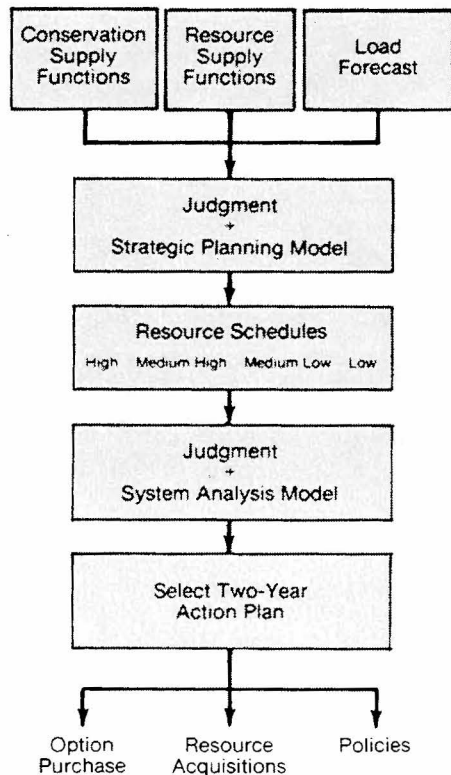 Conservation
Supply
Functions
Resource
Supply
Functions
Load
Forecast
Judgment
+
Strategic Planning Model
Resource Schedules
High Medium High Medium Low Low
Judgment
+
System Analysis Model
Select Two-Year
Action Plan
Option
Purchase
Resource
Acquisitions
Policies